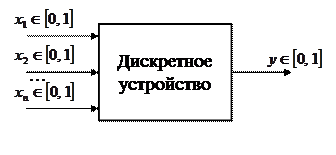 x₁ ∈ [0,1]
x₂ ∈ [0,1]
...
xₙ ∈ [0,1]
Дискретное
устройство
y ∈ [0,1]